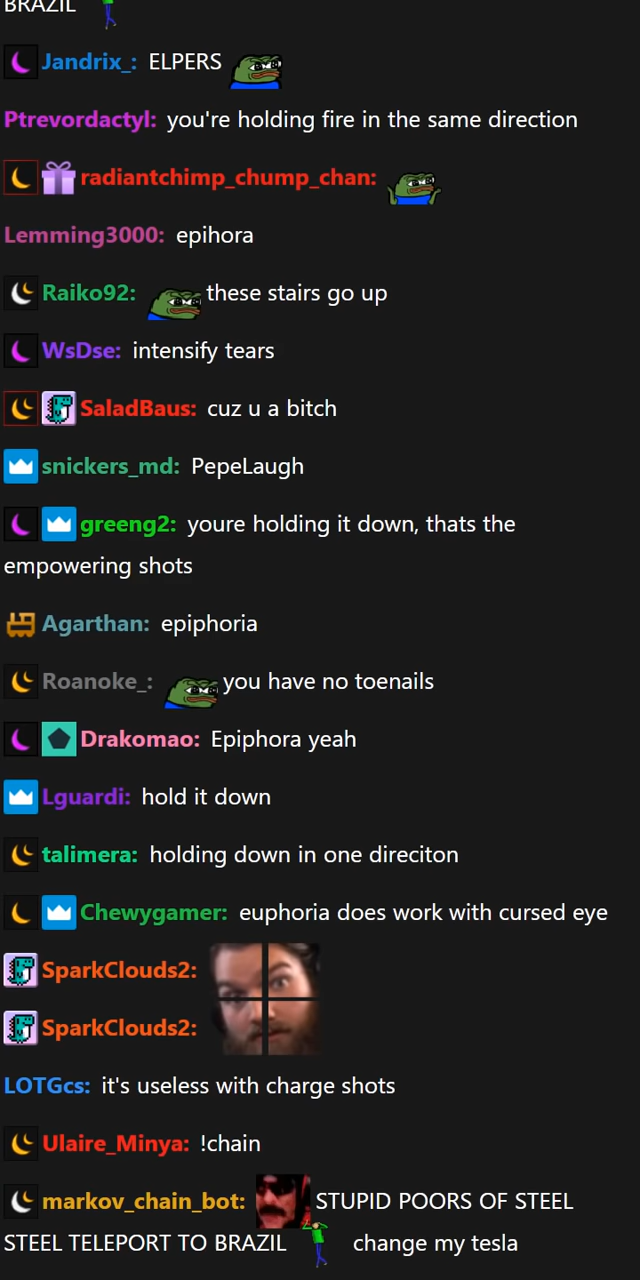 BRAZIL
Jandrix_: ELPERS
Ptrevordactyl: you're holding fire in the same direction
radiantchimp_chump_chan:
Lemming3000: epihora
Raiko92: these stairs go up
WsDse: intensify tears
SaladBaus: cuz u a bitch
snickers_md: PepeLaugh
greeng2: youre holding it down, thats the
empowering shots
Agarthan: epiphoria
Roanoke_: you have no toenails
Drakomao: Epiphora yeah
Lguardi: hold it down
talimera: holding down in one direciton
Chewygamer: euphoria does work with cursed eye
SparkClouds2:
SparkClouds2:
LOTGcs: it's useless with charge shots
Ulaire_Minya: !chain
markov_chain_bot: STUPID POORS OF STEEL
STEEL TELEPORT TO BRAZIL change my tesla